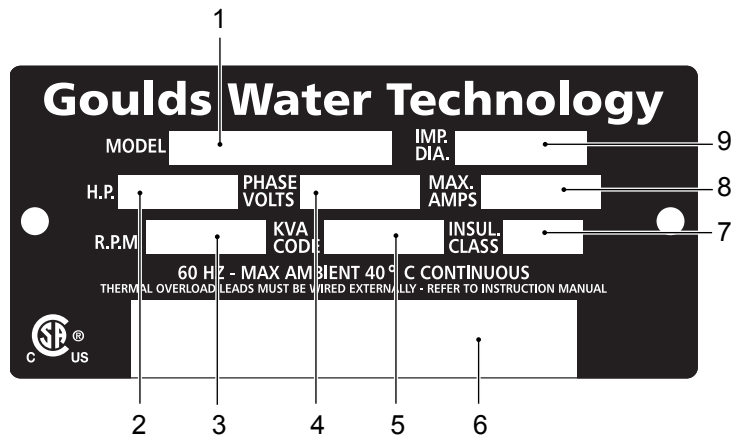 1
Goulds Water Technology
MODEL IMP. DIA. 9
H.P. PHASE VOLTS MAX. AMPS 8
R.P.M KVA CODE INSUL. CLASS 7
60 HZ - MAX AMBIENT 40° C CONTINUOUS
THERMAL OVERLOAD LEADS MUST BE WIRED EXTERNALLY - REFER TO INSTRUCTION MANUAL
C SA ® C US
2 3 4 5 6